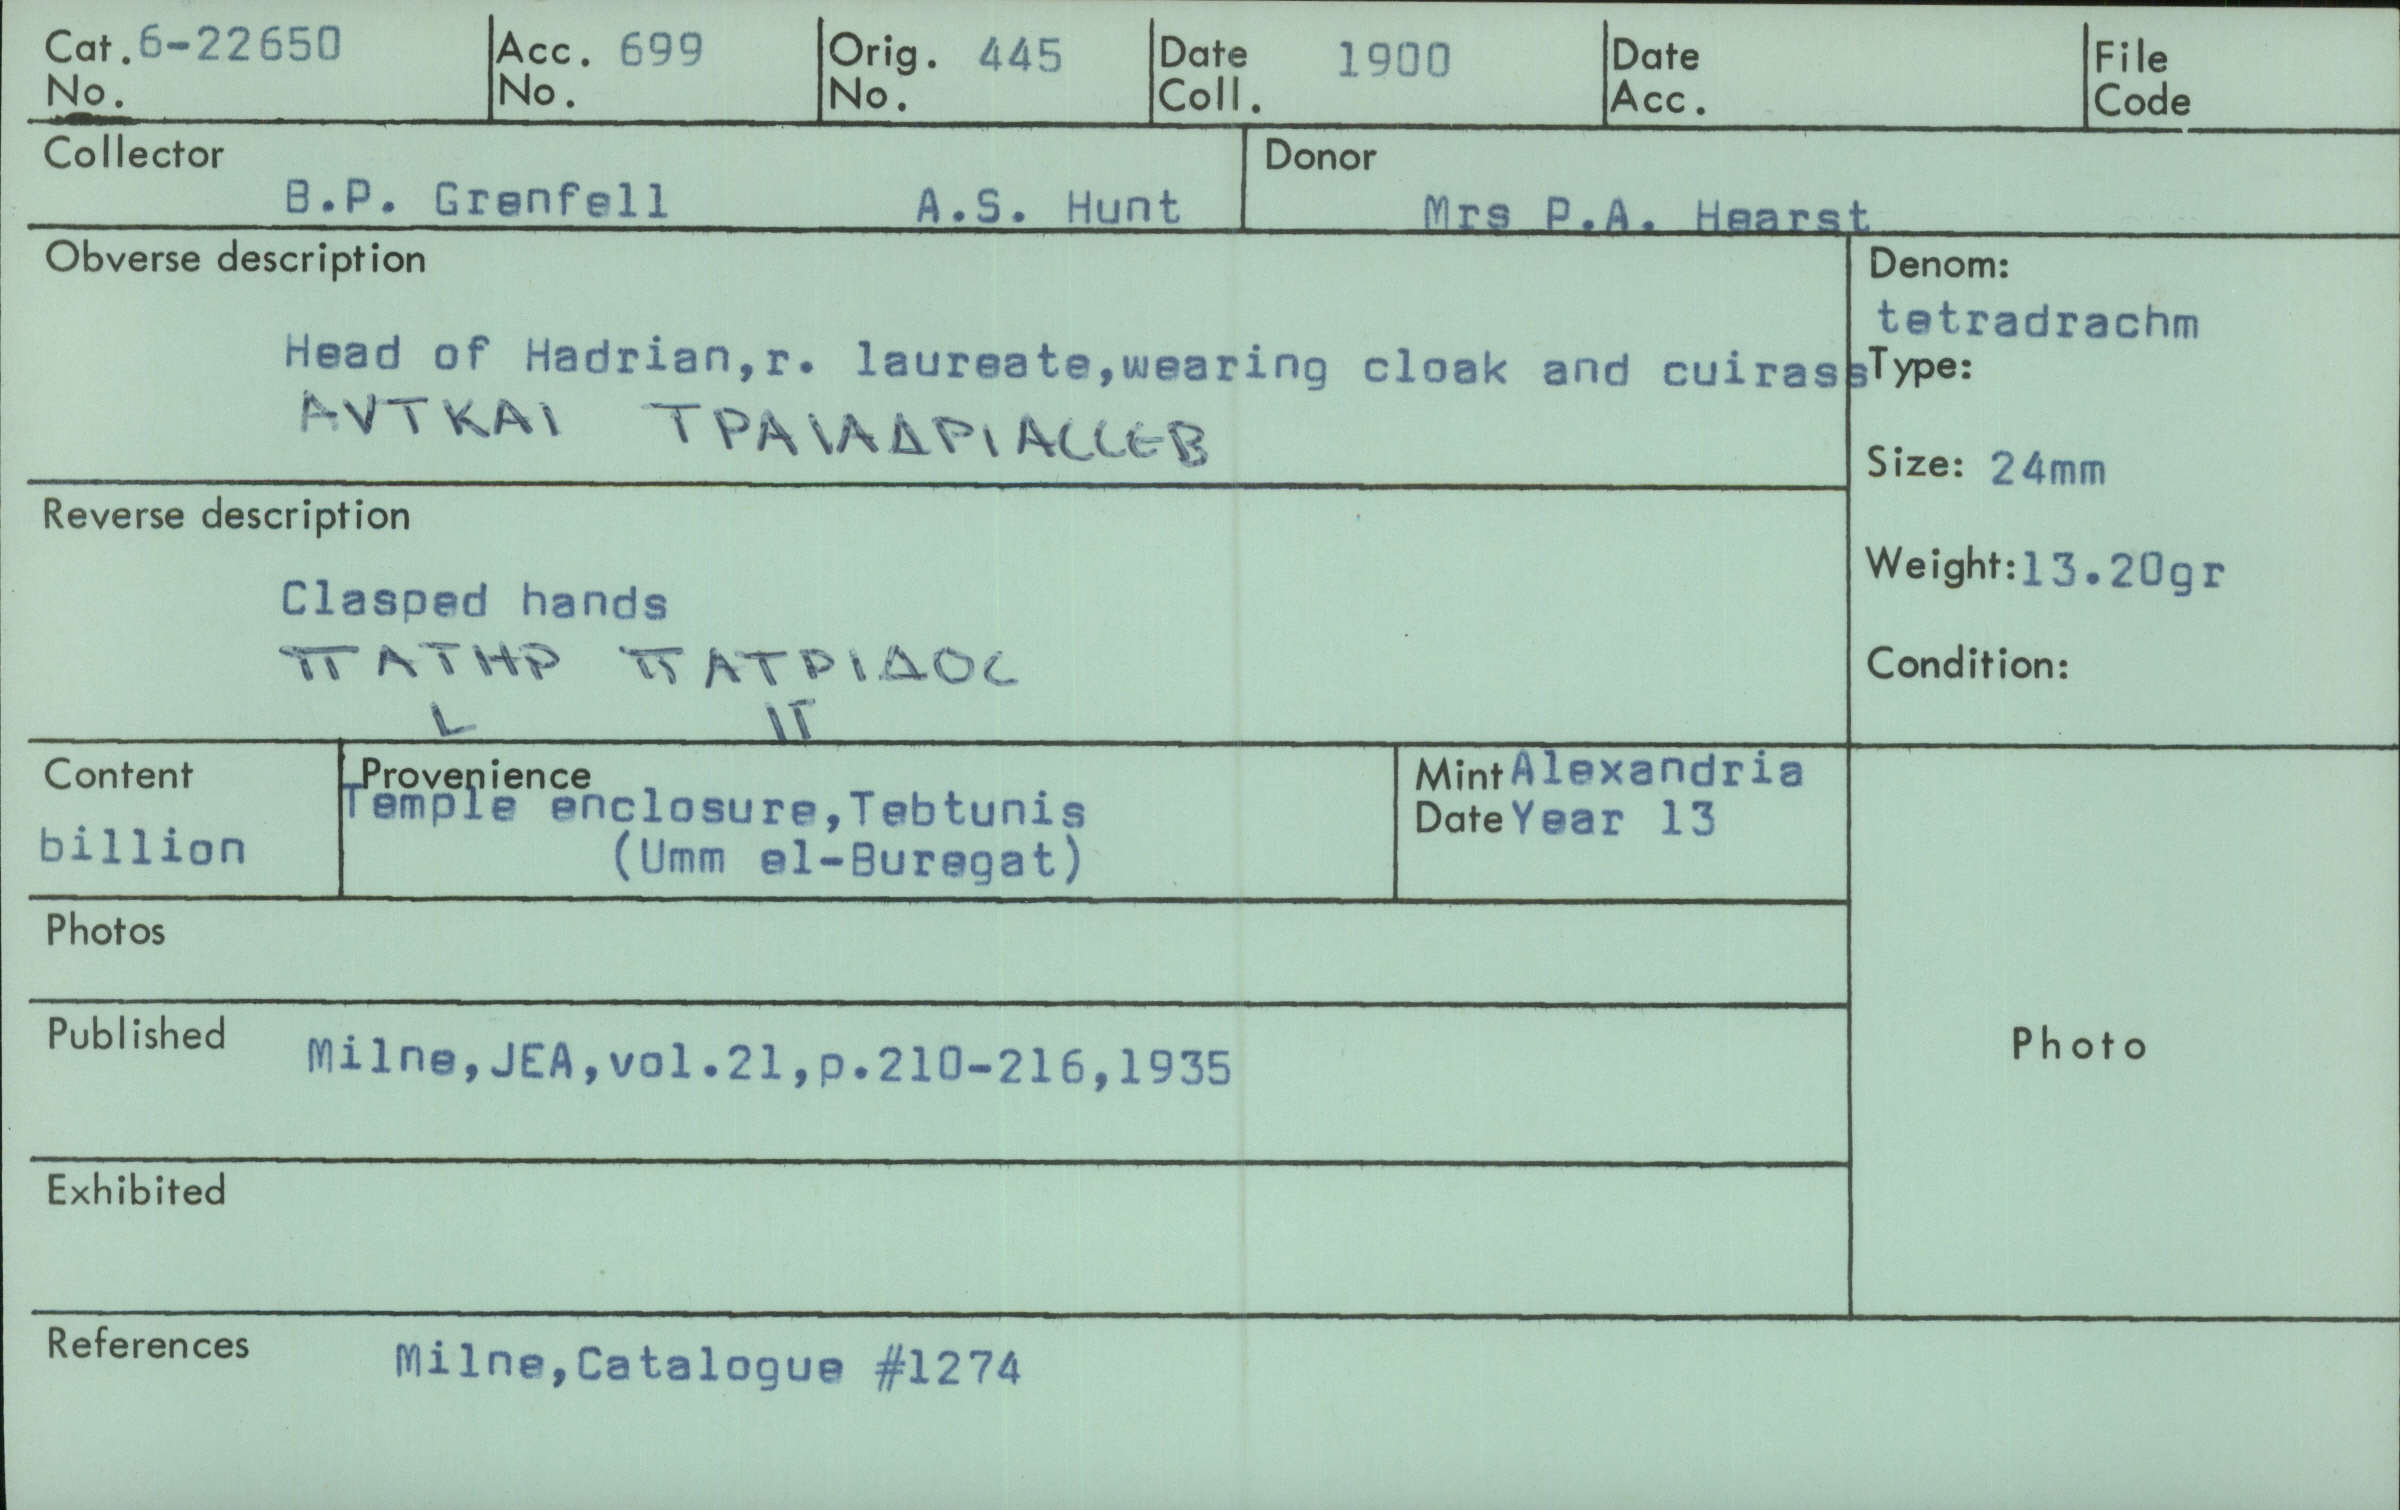 Cat. 6-22650 Acc. 699 Orig. 445 Date 1900 Date File
No. No. No. Coll. Acc. Code
Collector Donor
B.P. Grenfell A.S. Hunt Mrs P.A. Hearst
Obverse description
Head of Hadrian,r. laureate,wearing cloak and cuirass
ΑVΤΚΑΙ ΤΡΑΙΑΔΡΙΑCCЄΒ
Denom:
tetradrachm
Type:
Size: 24mm
Weight:13.20gr
Condition:
Reverse description
Clasped hands
ΠΑΤΗΡ ΠΑΤΡΙΔΟC
L ΙΓ
Content
billion
Provenience
Temple enclosure,Tebtunis
(Umm el-Buregat)
Mint Alexandria
Date Year 13
Photos
Published Milne,JEA,vol.21,p.210-216,1935
Photo
Exhibited
References Milne,Catalogue #1274